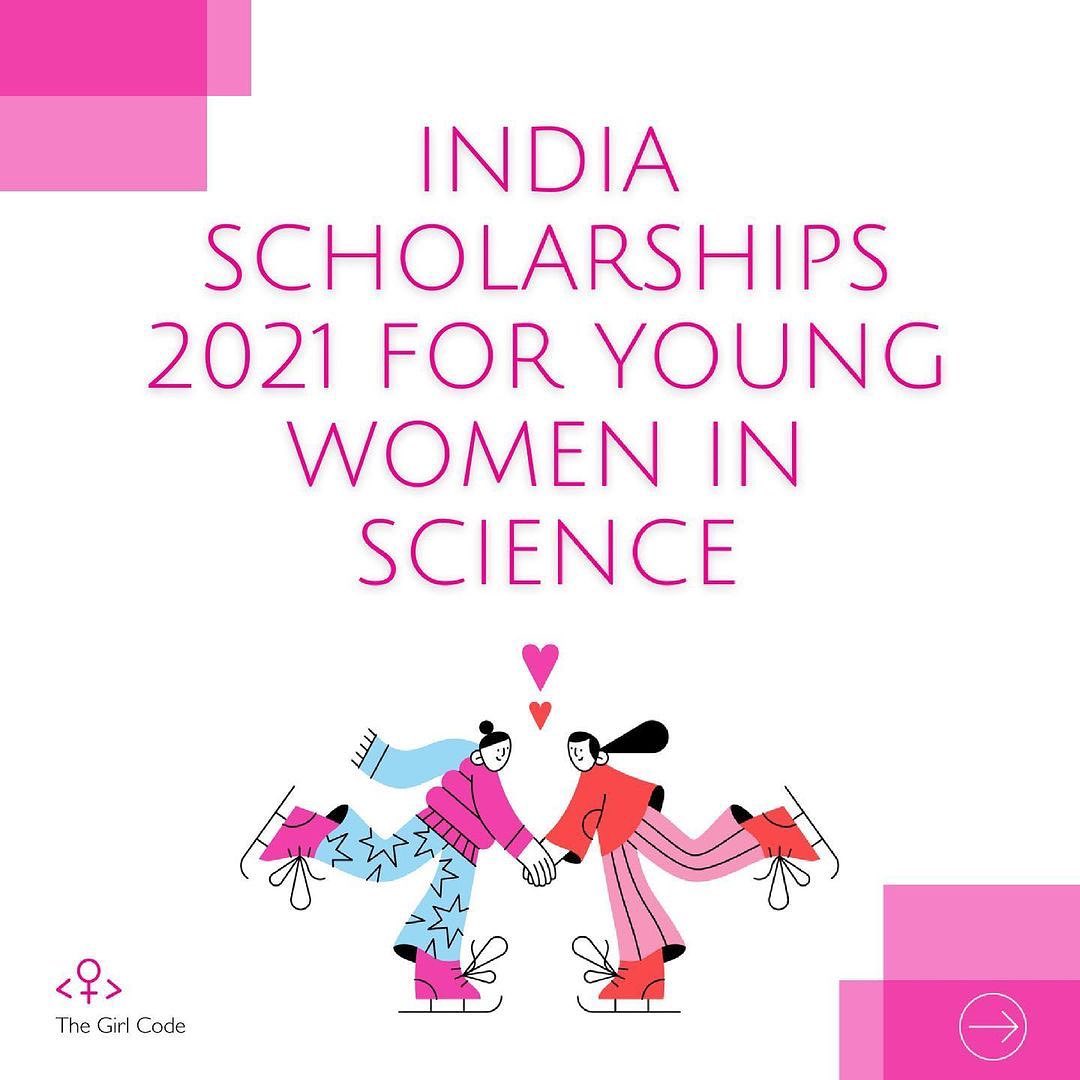 INDIA
SCHOLARSHIPS
2021 FOR YOUNG
WOMEN IN
SCIENCE
The Girl Code